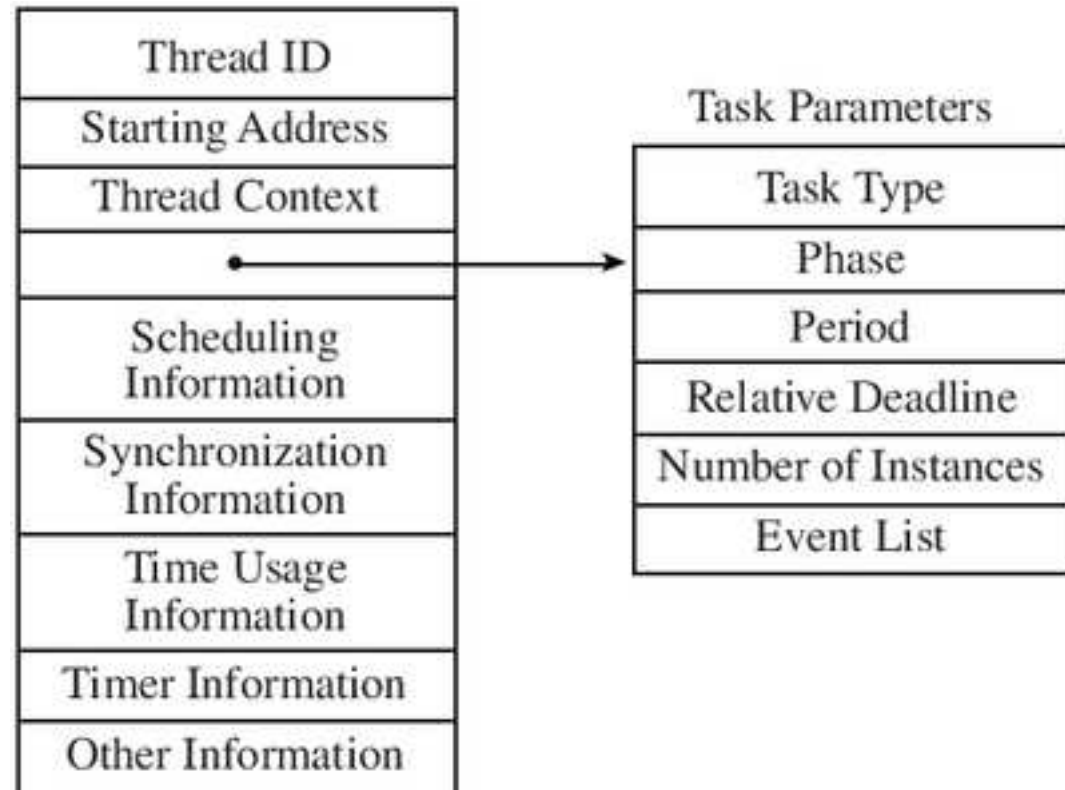 Thread ID
Starting Address
Thread Context
Scheduling
Information
Synchronization
Information
Time Usage
Information
Timer Information
Other Information
Task Parameters
Task Type
Phase
Period
Relative Deadline
Number of Instances
Event List